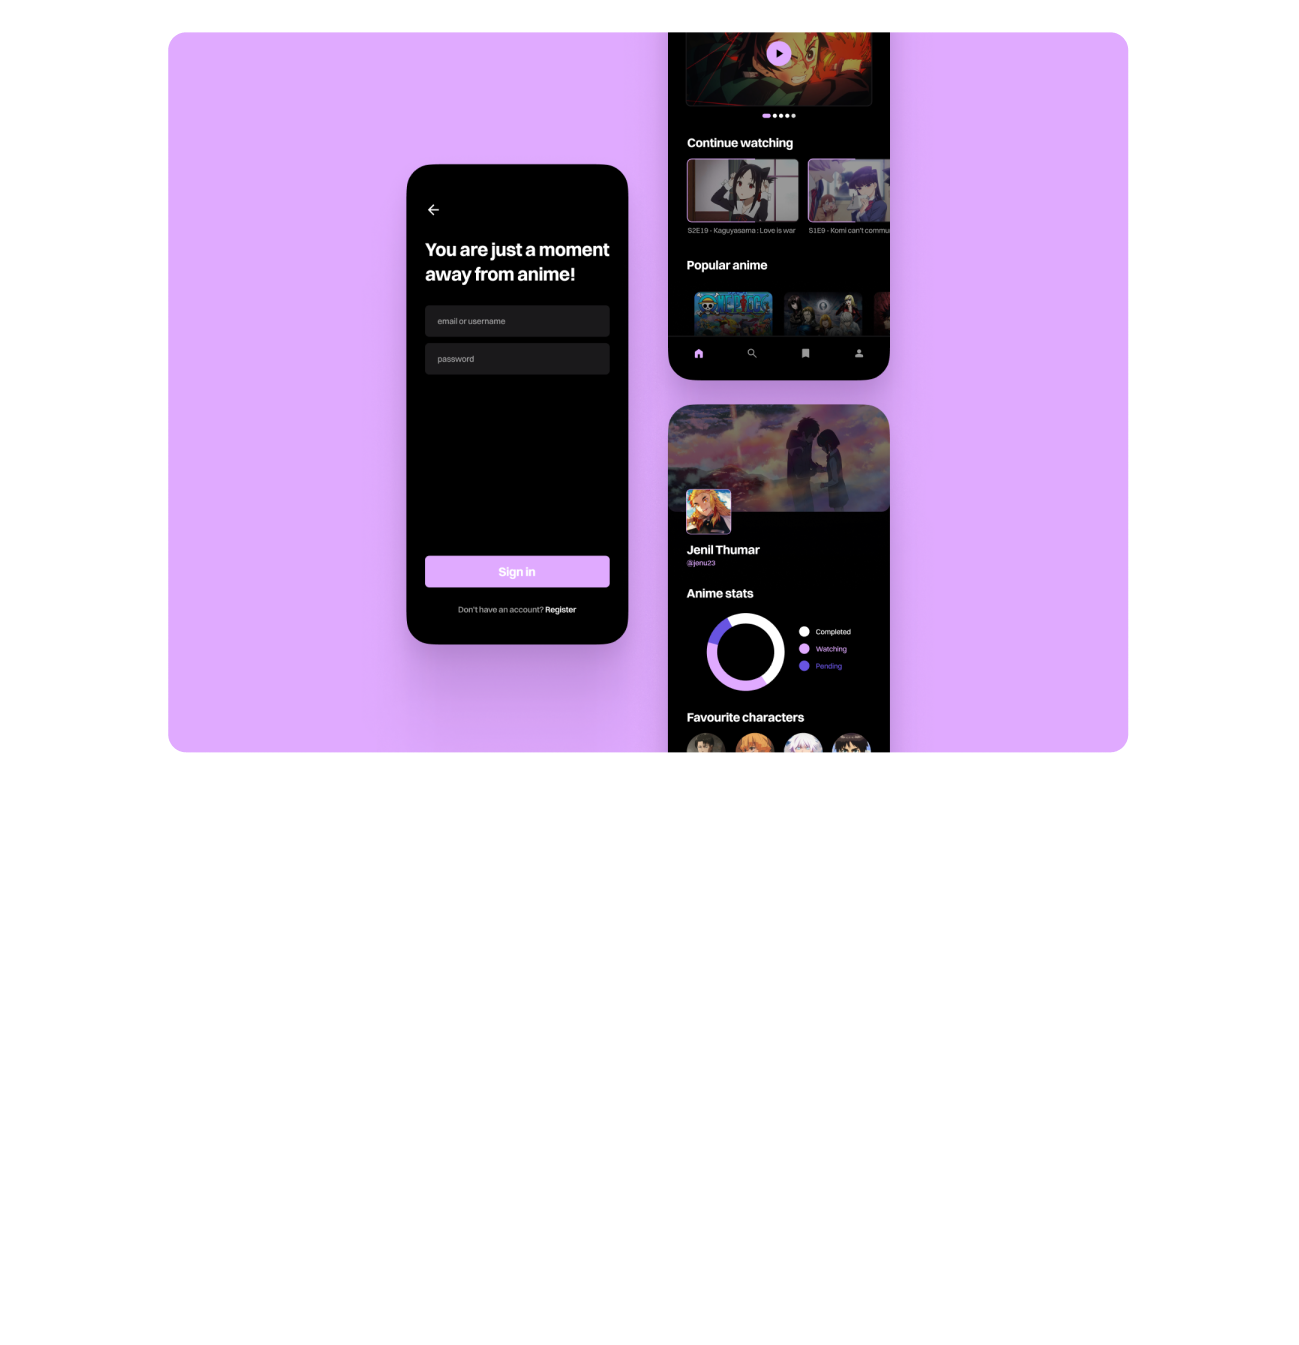 You are just a moment
away from anime!
email or username
password
Sign in
Don't have an account? Register
Continue watching
S2E19 - Kaguyasama : Love is war
S1E9 - Komi can't commu
Popular anime
ONE PIECE
Jenil Thumar
@jenu23
Anime stats
Completed
Watching
Pending
Favourite characters